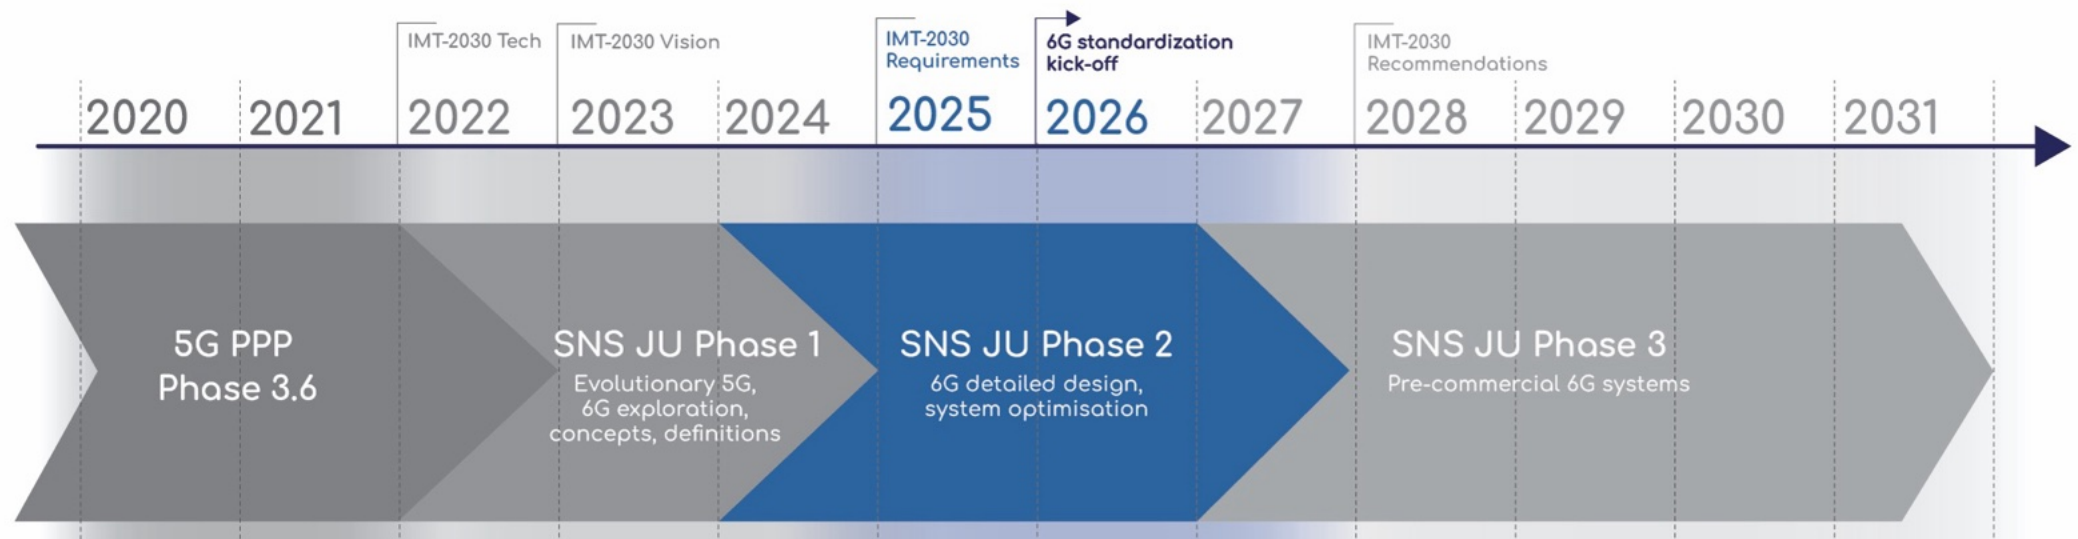 IMT-2030 Tech
IMT-2030 Vision
IMT-2030
Requirements
6G standardization
kick-off
IMT-2030
Recommendations
2020
2021
2022
2023
2024
2025
2026
2027
2028
2029
2030
2031
5G PPP
Phase 3.6
SNS JU Phase 1
Evolutionary 5G,
6G exploration,
concepts, definitions
SNS JU Phase 2
6G detailed design,
system optimisation
SNS JU Phase 3
Pre-commercial 6G systems